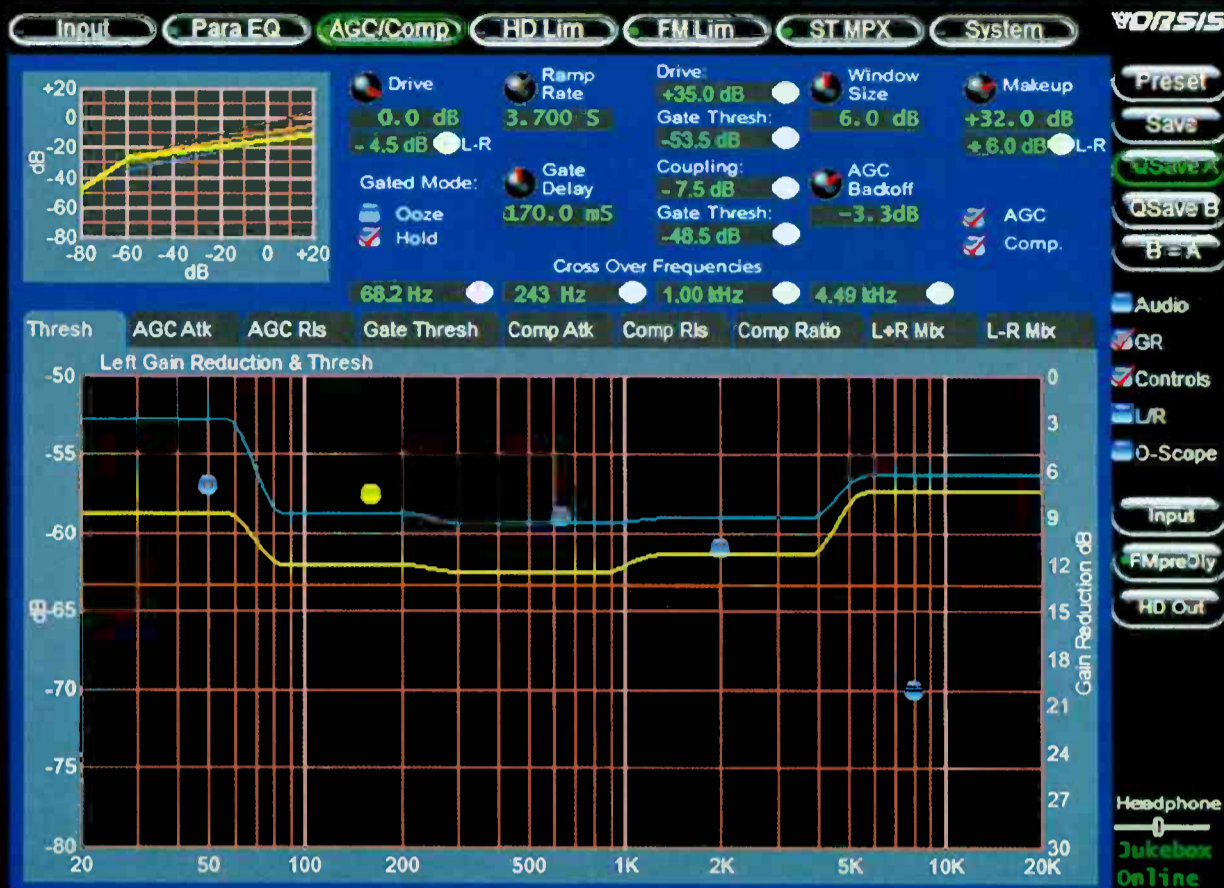 Input Para EQ AGC/Comp HD Lim FM Lim ST MPX System
VORSIS
+20
0
-20
-40
-60
-80
dB
-80 -60 -40 -20 0 +20
dB
Drive
0.0 dB
-4.5 dB L-R
Gated Mode:
Ooze
Hold
Ramp
Rate
3.700 S
Gate
Delay
170.0 mS
Drive:
+35.0 dB
Gate Thresh:
-53.5 dB
Coupling:
-7.5 dB
Gate Thresh:
-48.5 dB
Window
Size
6.0 dB
AGC
Backoff
-3.3dB
Makeup
+32.0 dB
+6.0 dB L-R
AGC
Comp.
Cross Over Frequencies
68.2 Hz 243 Hz 1.00 kHz 4.49 kHz
Thresh AGC Atk AGC Rls Gate Thresh Comp Atk Comp Rls Comp Ratio L+R Mix L-R Mix
Left Gain Reduction & Thresh
-50
-55
-60
-65
-70
-75
-80
dB
0
3
6
9
12
15
18
21
24
27
30
Gain Reduction dB
20 50 100 200 500 1K 2K 5K 10K 20K
Preset
Save
QSave A
QSave B
B = A
Audio
GR
Controls
L/R
O-Scope
Input
FMpreDly
HD Out
Headphone
Jukebox
Online